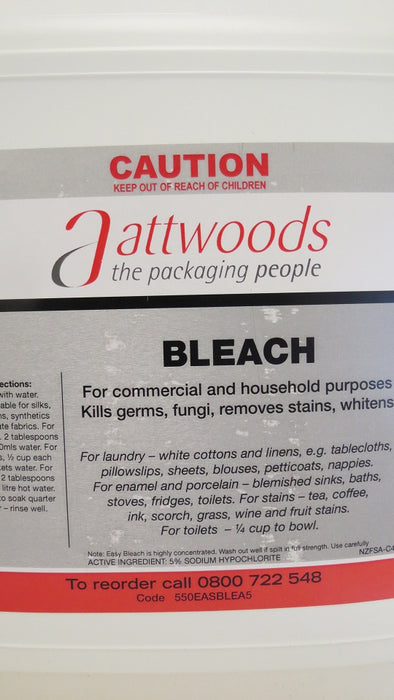 CAUTION
KEEP OUT OF REACH OF CHILDREN
attwoods
the packaging people
BLEACH
For commercial and household purposes
Kills germs, fungi, removes stains, whitens
ections:
with water.
able for silks,
s, synthetics
te fabrics. For
. 2 tablespoons
0mls water. For
s, ½ cup each
ets water. For
2 tablespoons
litre hot water.
to soak quarter
– rinse well.
For laundry – white cottons and linens, e.g. tablecloths,
pillowslips, sheets, blouses, petticoats, nappies.
For enamel and porcelain – blemished sinks, baths,
stoves, fridges, toilets. For stains – tea, coffee,
ink, scorch, grass, wine and fruit stains.
For toilets – ¼ cup to bowl.
Note: Easy Bleach is highly concentrated. Wash out well if spilt in full strength. Use carefully
ACTIVE INGREDIENT: 5% SODIUM HYPOCHLORITE
NZFSA-C4
To reorder call 0800 722 548
Code 550EASBLEA5